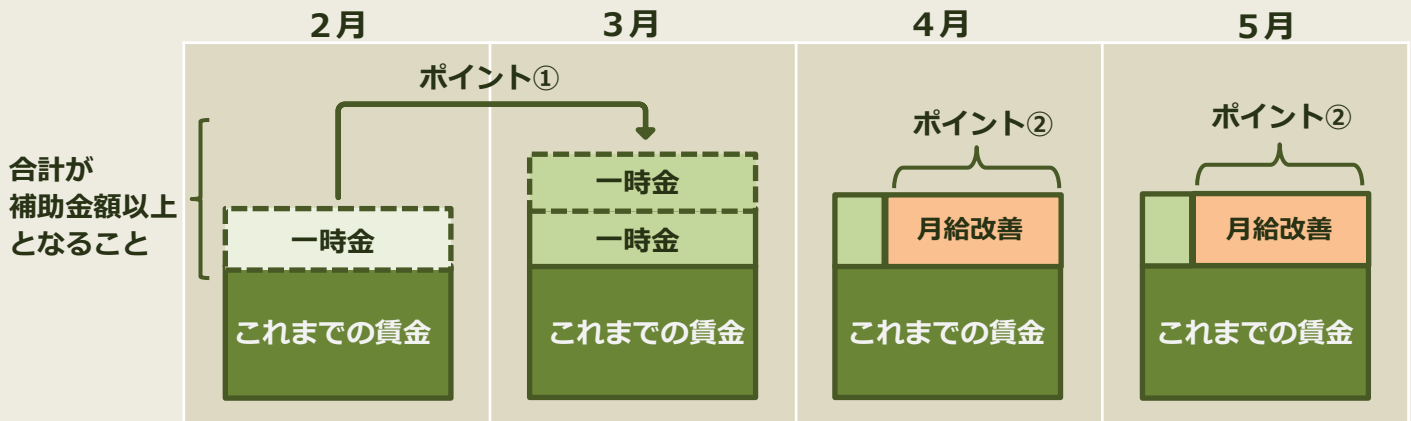 2月
3月
4月
5月
ポイント①
ポイント②
ポイント②
合計が
補助金額以上
となること
一時金
一時金
一時金
月給改善
月給改善
これまでの賃金
これまでの賃金
これまでの賃金
これまでの賃金